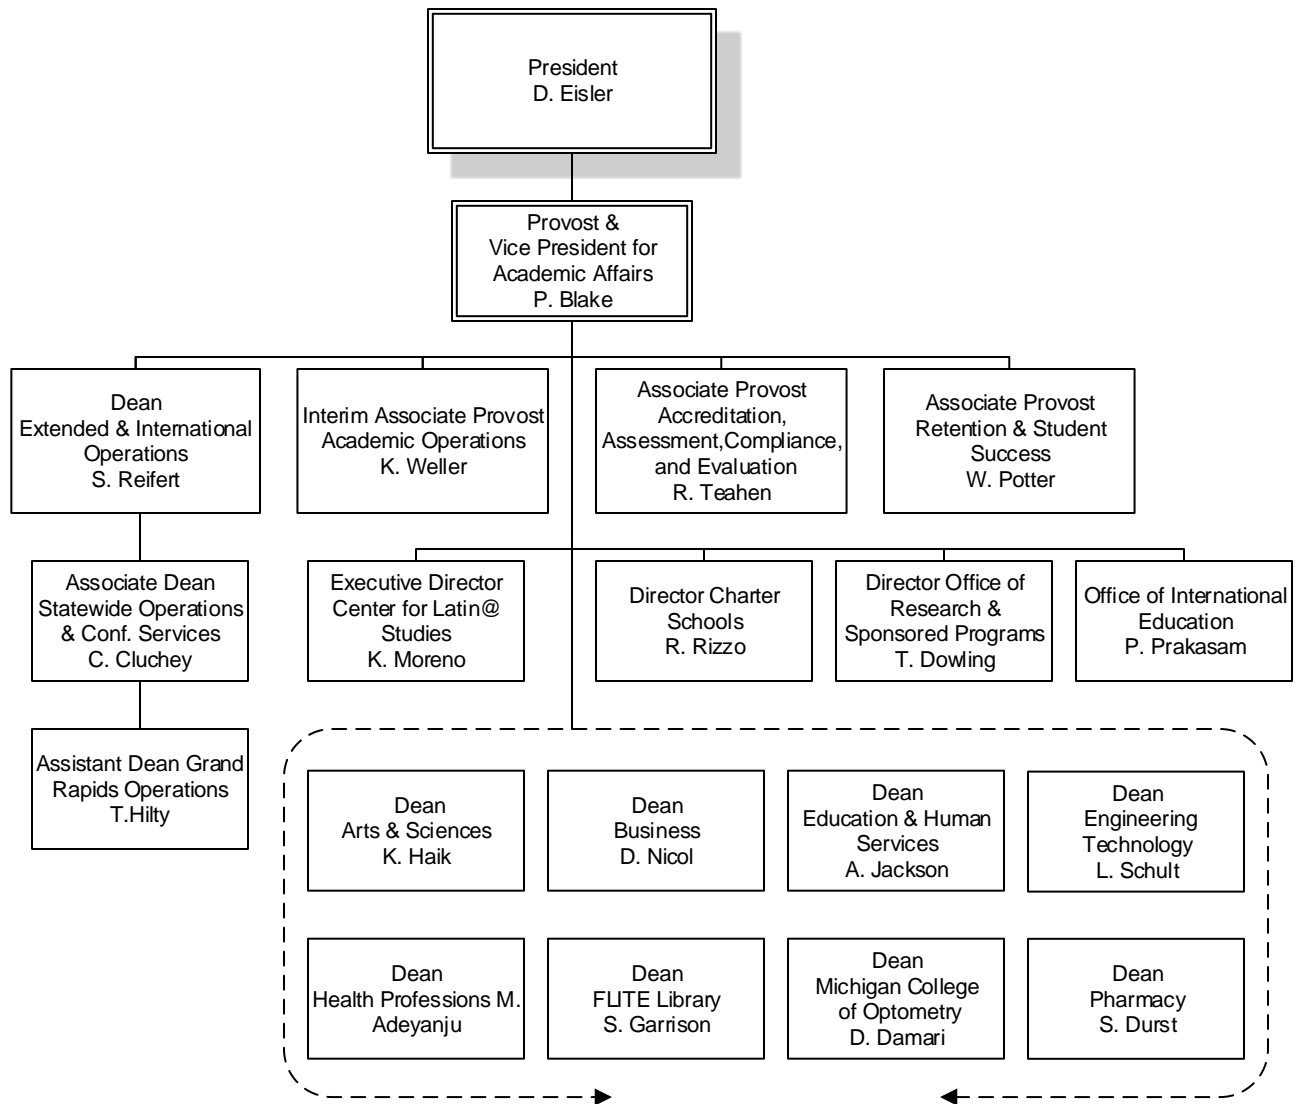 President
D. Eisler
Provost &
Vice President for
Academic Affairs
P. Blake
Dean
Extended & International
Operations
S. Reifert
Interim Associate Provost
Academic Operations
K. Weller
Associate Provost
Accreditation,
Assessment,Compliance,
and Evaluation
R. Teahen
Associate Provost
Retention & Student
Success
W. Potter
Associate Dean
Statewide Operations
& Conf. Services
C. Cluchey
Executive Director
Center for Latin@
Studies
K. Moreno
Director Charter
Schools
R. Rizzo
Director Office of
Research &
Sponsored Programs
T. Dowling
Office of International
Education
P. Prakasam
Assistant Dean Grand
Rapids Operations
T.Hilty
Dean
Arts & Sciences
K. Haik
Dean
Business
D. Nicol
Dean
Education & Human
Services
A. Jackson
Dean
Engineering
Technology
L. Schult
Dean
Health Professions M.
Adeyanju
Dean
FLITE Library
S. Garrison
Dean
Michigan College
of Optometry
D. Damari
Dean
Pharmacy
S. Durst